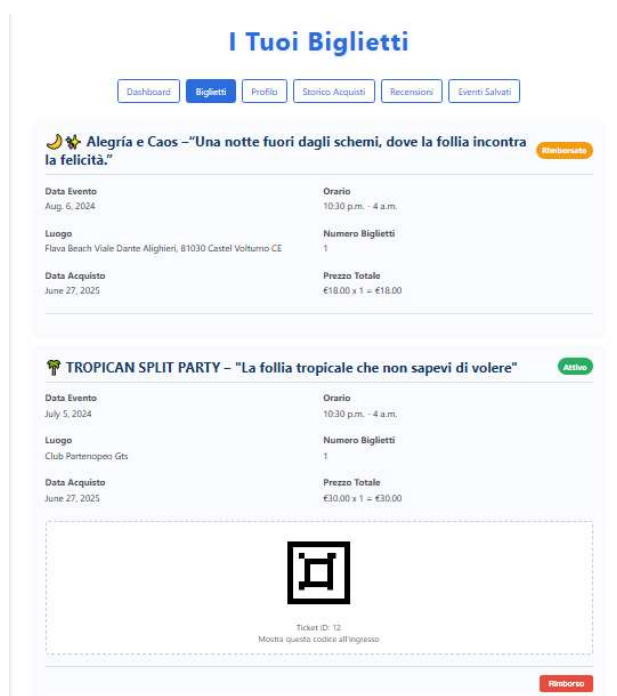 I Tuoi Biglietti
Dashboard Biglietti Profilo Storico Acquisti Recensioni Eventi Salvati
Alegría e Caos –“Una notte fuori dagli schemi, dove la follia incontra
la felicità.”
Rimborsato
Data Evento Orario
Aug. 6, 2024 10:30 p.m. - 4 a.m.
Luogo Numero Biglietti
Flava Beach Viale Dante Alighieri, 81030 Castel Volturno CE 1
Data Acquisto Prezzo Totale
June 27, 2025 €18.00 x 1 = €18.00
TROPICAN SPLIT PARTY – "La follia tropicale che non sapevi di volere" Attivo
Data Evento Orario
July 5, 2024 10:30 p.m. - 4 a.m.
Luogo Numero Biglietti
Club Partenopeo Gts 1
Data Acquisto Prezzo Totale
June 27, 2025 €30.00 x 1 = €30.00
Ticket ID: 12
Mostra questo codice all'ingresso
Rimborso